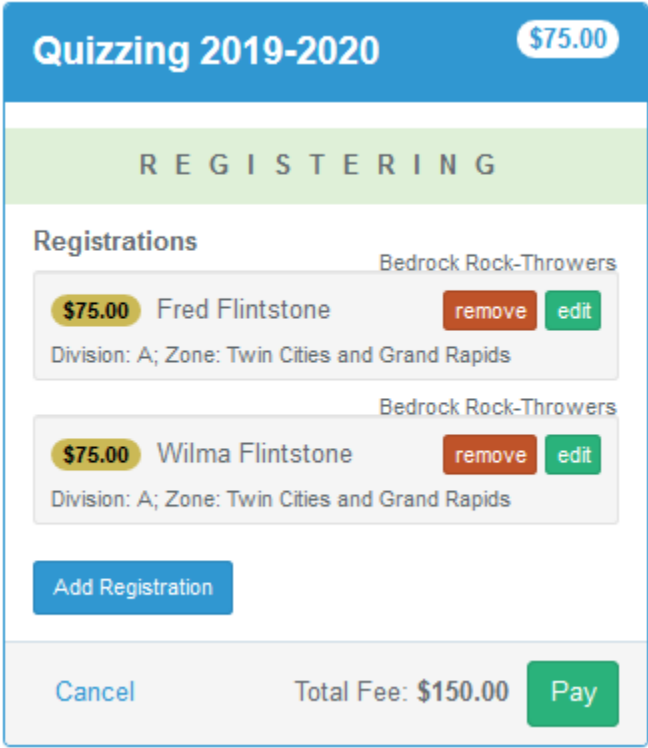 Quizzing 2019-2020 $75.00
REGISTERING
Registrations
Bedrock Rock-Throwers
$75.00 Fred Flintstone remove edit
Division: A; Zone: Twin Cities and Grand Rapids
Bedrock Rock-Throwers
$75.00 Wilma Flintstone remove edit
Division: A; Zone: Twin Cities and Grand Rapids
Add Registration
Cancel Total Fee: $150.00 Pay